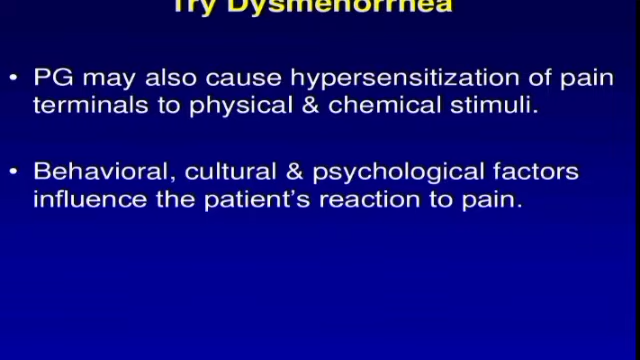 Try Dysmenorrhea
• PG may also cause hypersensitization of pain
terminals to physical & chemical stimuli.
• Behavioral, cultural & psychological factors
influence the patient's reaction to pain.